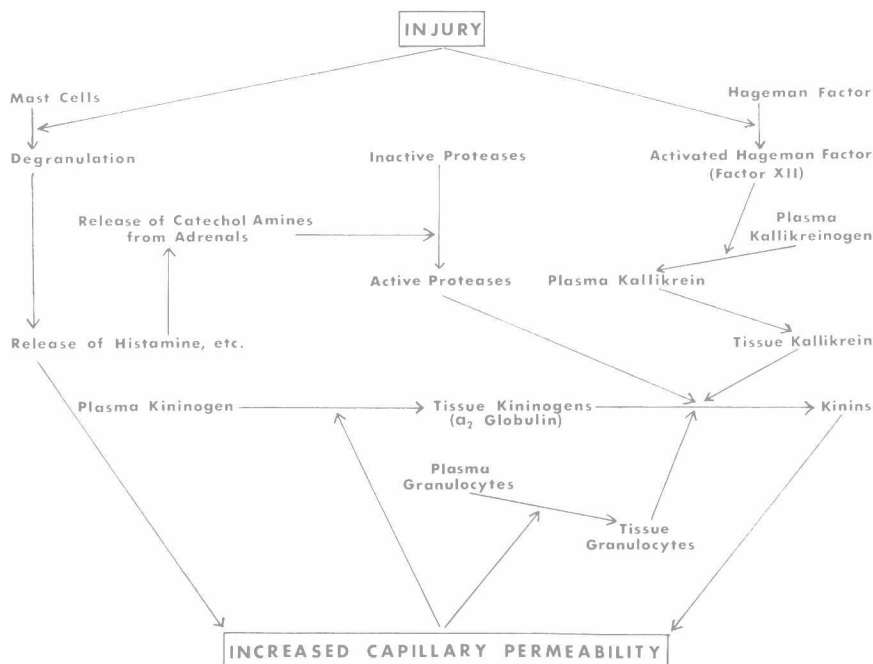 INJURY
Mast Cells
Hageman Factor
Degranulation
Inactive Proteases
Activated Hageman Factor
(Factor XII)
Release of Catechol Amines
from Adrenals
Plasma
Kallikreinogen
Active Proteases
Plasma Kallikrein
Release of Histamine, etc.
Tissue Kallikrein
Plasma Kininogen
Tissue Kininogens
(α₂ Globulin)
Kinins
Plasma
Granulocytes
Tissue
Granulocytes
INCREASED CAPILLARY PERMEABILITY